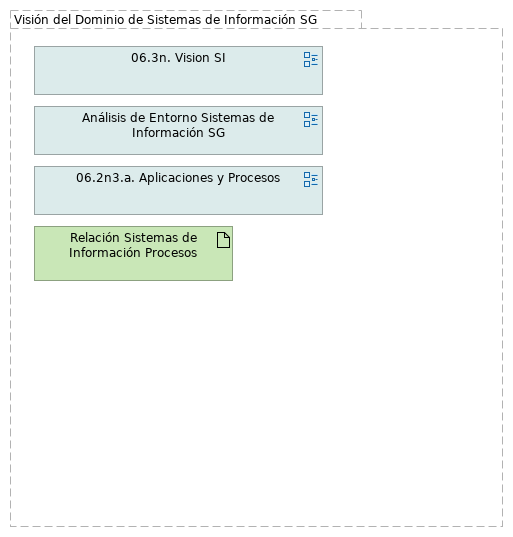 Visión del Dominio de Sistemas de Información SG
06.3n. Vision SI
Análisis de Entorno Sistemas de
Información SG
06.2n3.a. Aplicaciones y Procesos
Relación Sistemas de
Información Procesos